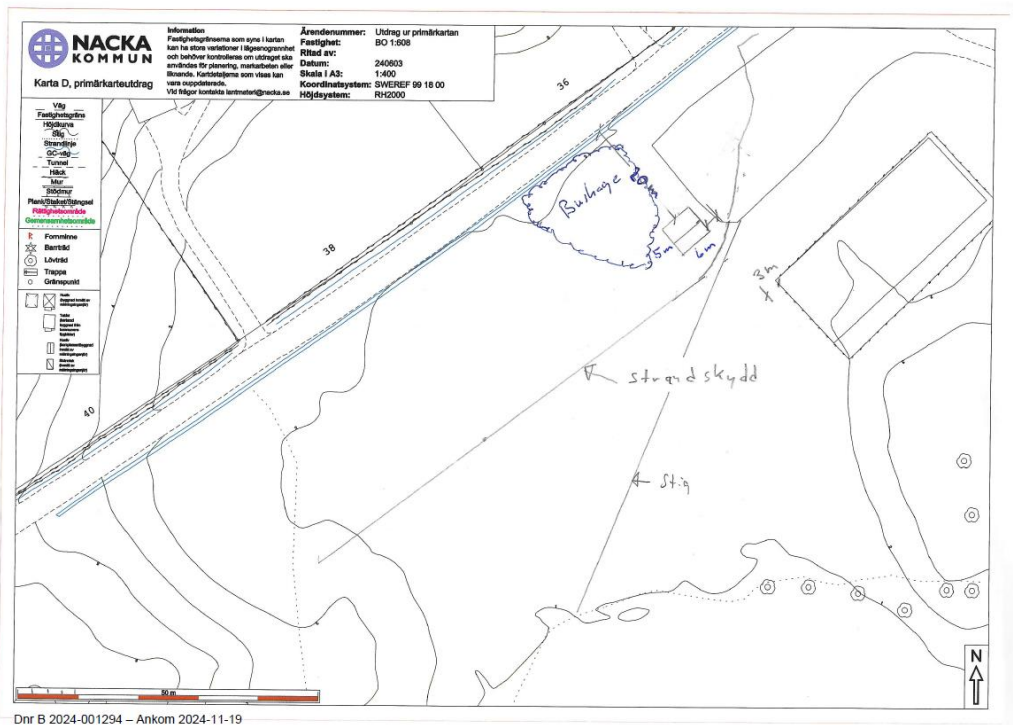 NACKA
KOMMUN
Karta D, primärkarteutdrag
Information
Fastighetsgränserna som syns i kartan
kan ha stora variationer i lägesnoggrannhet
och behöver kontrolleras om utdraget ska
användas för planering, markarbeten eller
liknande. Kartdetaljerna som visas kan
vara ouppdaterade.
Vid frågor kontakta lantmateri@nacka.se
Ärendenummer: Utdrag ur primärkartan
Fastighet: BO 1:608
Ritad av:
Datum: 240603
Skala i A3: 1:400
Koordinatsystem: SWEREF 99 18 00
Höjdsystem: RH2000
Väg
Fastighetsgräns
Höjdkurva
Stig
Strandlinje
GC-väg
Tunnel
Häck
Mur
Stödmur
Plank/Staket/Stängsel
Rättighetsområde
Gemensamhetsområde
Fornminne
Barrträd
Lövträd
Trappa
Gränspunkt
36
38
40
Buskage
20m
5m
6m
3m
strandskydd
Stig
50 m
N
Dnr B 2024-001294 – Ankom 2024-11-19